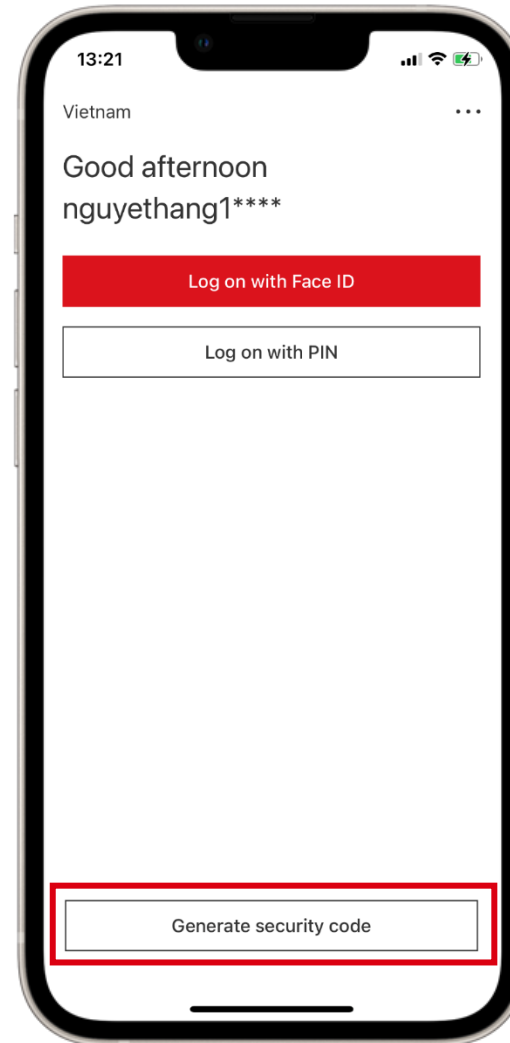 13:21
Vietnam
Good afternoon
nguyethang1****
Log on with Face ID
Log on with PIN
Generate security code